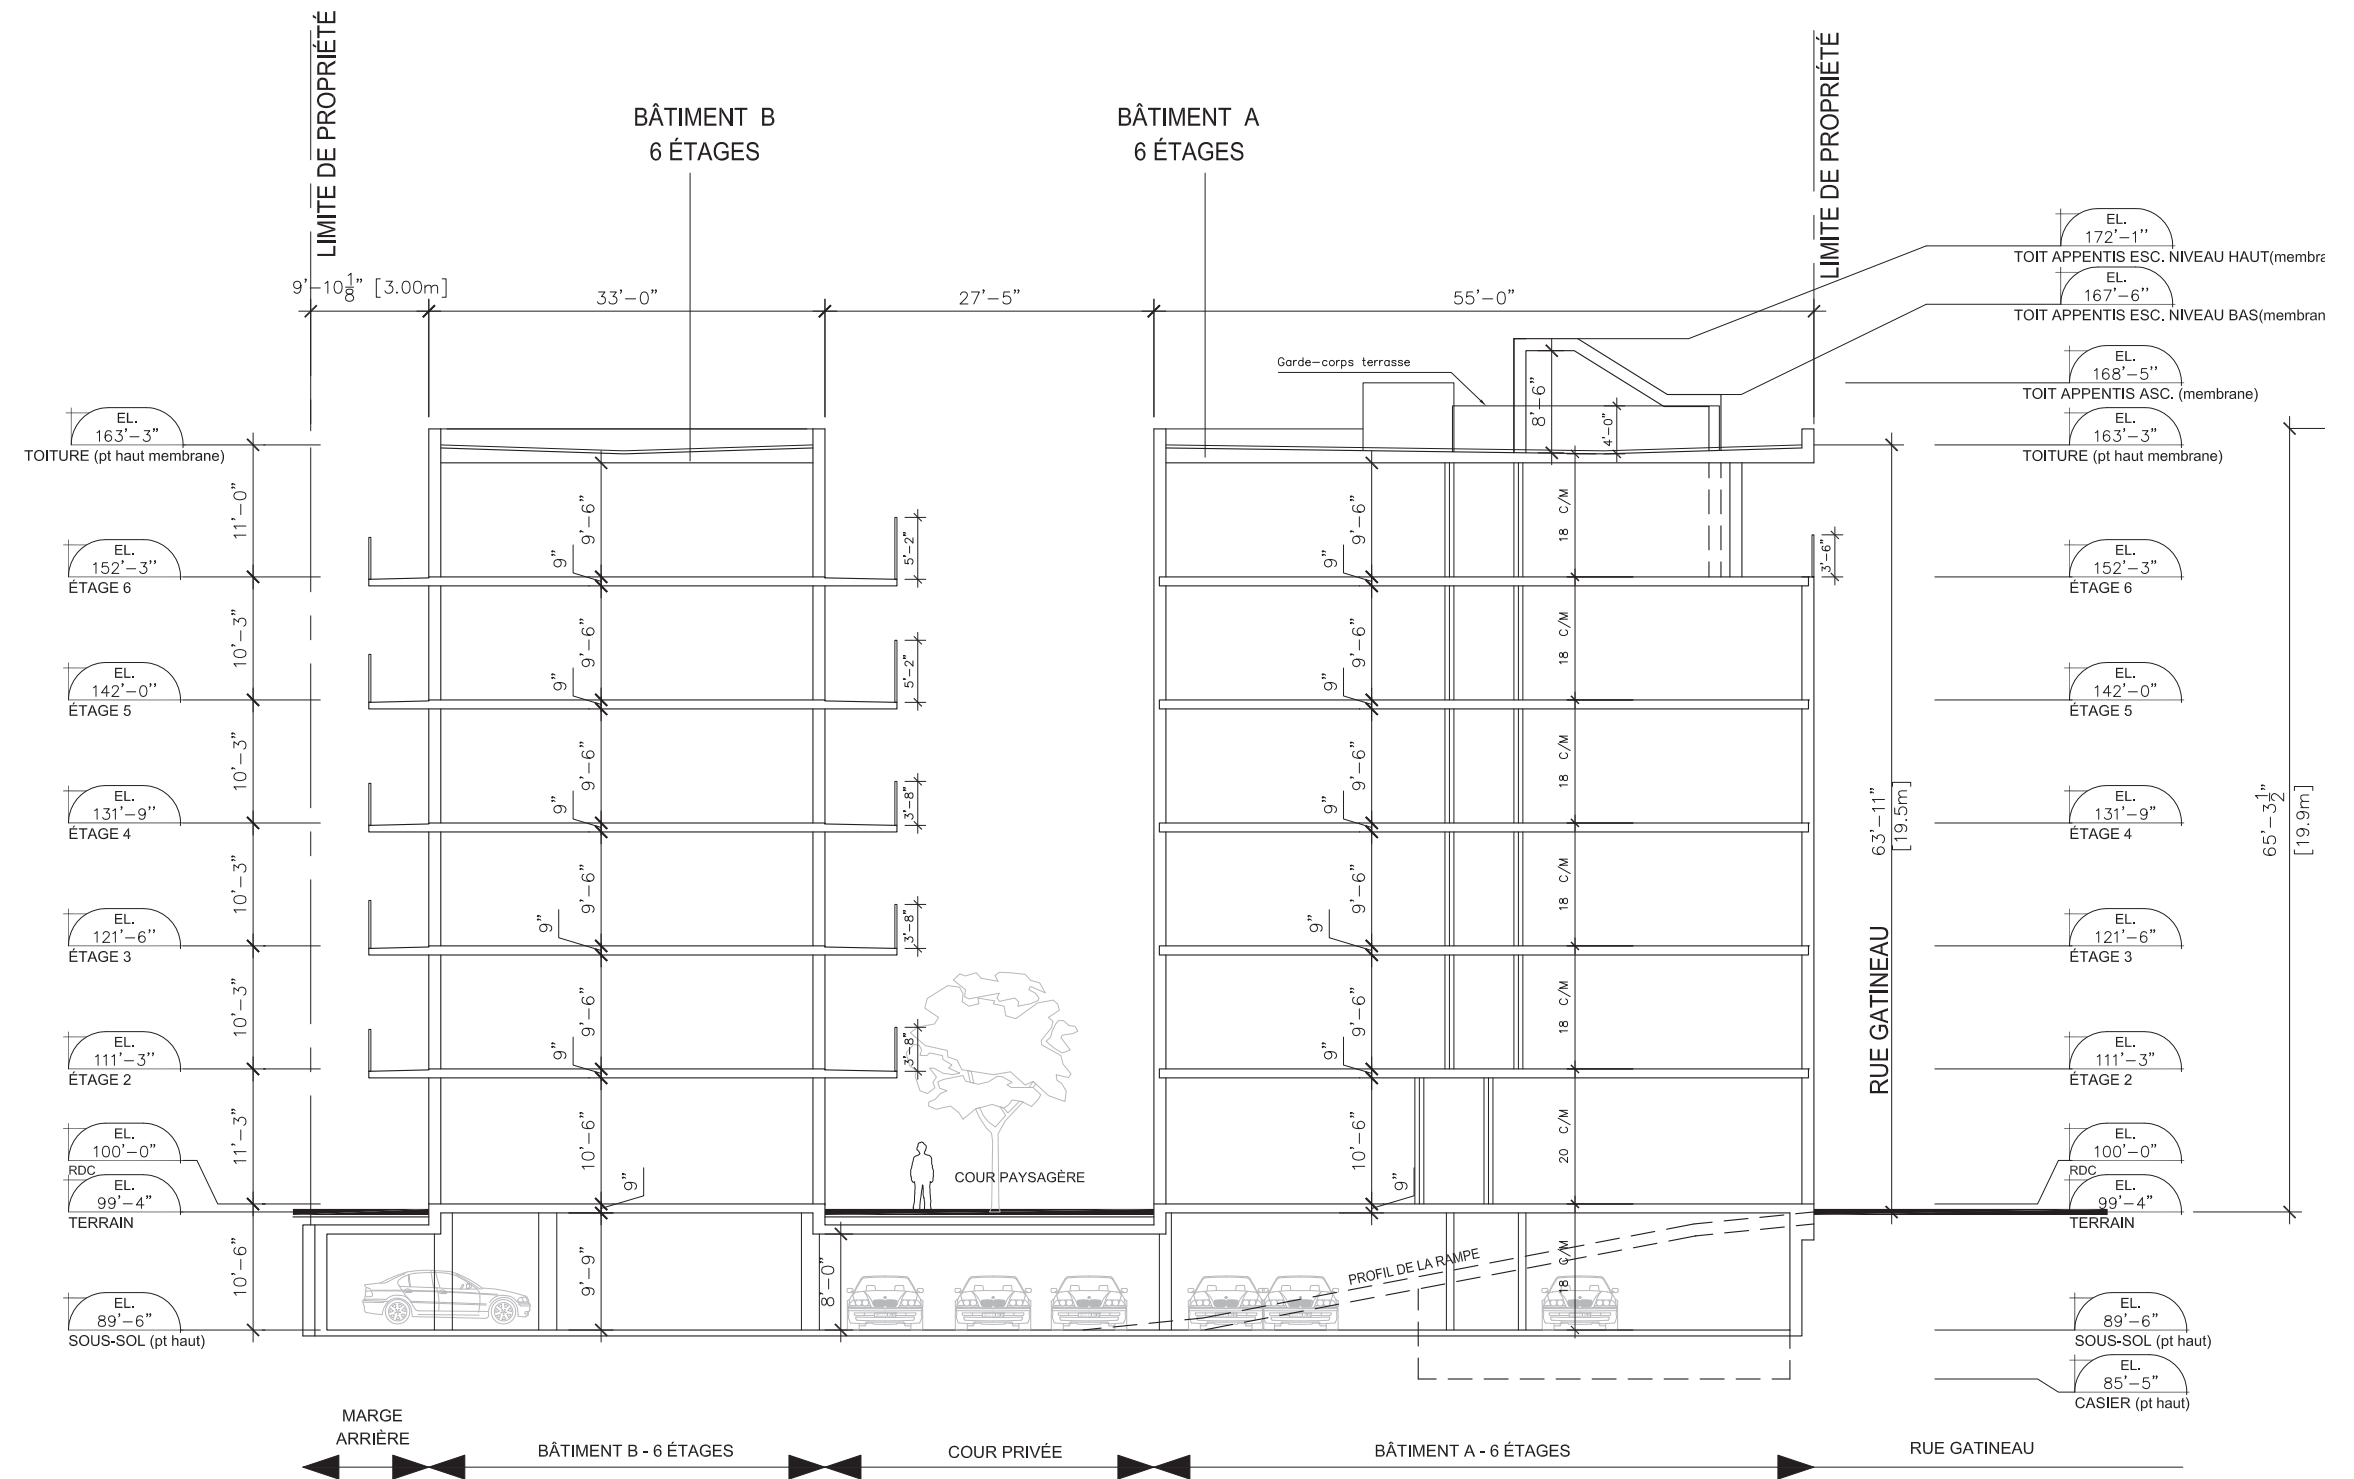 LIMITE DE PROPRIÉTÉ
LIMITE DE PROPRIÉTÉ
BÂTIMENT B
6 ÉTAGES
BÂTIMENT A
6 ÉTAGES
9'-10 1/8" [3.00m]
33'-0"
27'-5"
55'-0"
EL.
172'-1''
TOIT APPENTIS ESC. NIVEAU HAUT(membra
EL.
167'-6''
TOIT APPENTIS ESC. NIVEAU BAS(membran
EL.
168'-5"
TOIT APPENTIS ASC. (membrane)
EL.
163'-3"
TOITURE (pt haut membrane)
EL.
152'-3"
ÉTAGE 6
EL.
142'-0"
ÉTAGE 5
EL.
131'-9"
ÉTAGE 4
EL.
121'-6"
ÉTAGE 3
EL.
111'-3"
ÉTAGE 2
EL.
100'-0"
RDC
EL.
99'-4"
TERRAIN
EL.
89'-6"
SOUS-SOL (pt haut)
EL.
85'-5"
CASIER (pt haut)
EL.
163'-3"
TOITURE (pt haut membrane)
EL.
152'-3''
ÉTAGE 6
EL.
142'-0''
ÉTAGE 5
EL.
131'-9''
ÉTAGE 4
EL.
121'-6''
ÉTAGE 3
EL.
111'-3''
ÉTAGE 2
EL.
100'-0"
RDC
EL.
99'-4"
TERRAIN
EL.
89'-6"
SOUS-SOL (pt haut)
11'-0"
10'-3"
10'-3"
10'-3"
10'-3"
11'-3"
10'-6"
9'-6"
9"
9'-6"
9"
9'-6"
9"
9'-6"
9"
9'-6"
9"
10'-6"
9"
9'-9"
8'-0"
5'-2"
5'-2"
3'-8"
3'-8"
3'-8"
COUR PAYSAGÈRE
Garde-corps terrasse
8'-6"
4'-0"
9'-6"
9"
9'-6"
9"
9'-6"
9"
9'-6"
9"
9'-6"
9"
10'-6"
9"
18 C/M
18 C/M
18 C/M
18 C/M
18 C/M
20 C/M
18 C/M
3'-6"
PROFIL DE LA RAMPE
63'-11"
[19.5m]
65'-3 1/2"
[19.9m]
RUE GATINEAU
MARGE
ARRIÈRE
BÂTIMENT B - 6 ÉTAGES
COUR PRIVÉE
BÂTIMENT A - 6 ÉTAGES
RUE GATINEAU